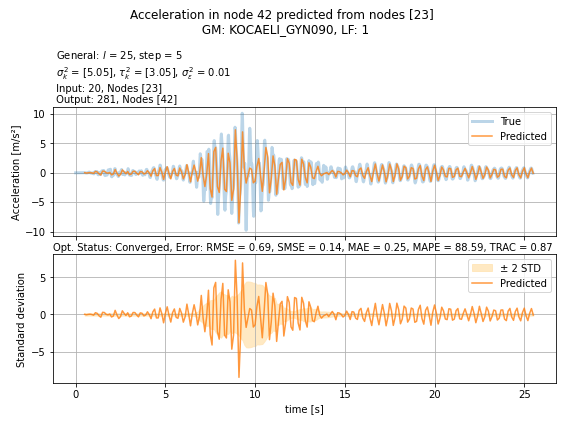 Acceleration in node 42 predicted from nodes [23]
GM: KOCAELI_GYN090, LF: 1
General: l = 25, step = 5
σ²ₖ = [5.05], τ²ₖ = [3.05], σ²ε = 0.01
Input: 20, Nodes [23]
Output: 281, Nodes [42]
Acceleration [m/s²]
10
5
0
−5
−10
True
Predicted
Opt. Status: Converged, Error: RMSE = 0.69, SMSE = 0.14, MAE = 0.25, MAPE = 88.59, TRAC = 0.87
Standard deviation
5
0
−5
± 2 STD
Predicted
0 5 10 15 20 25
time [s]